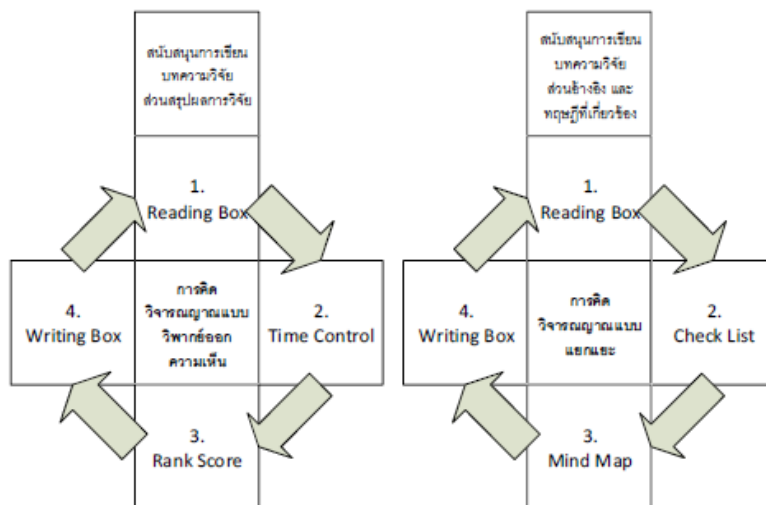 สนับสนุนการเขียน
บทความวิจัย
ส่วนสรุปผลการวิจัย
1.
Reading Box
4.
Writing Box
การคิด
วิจารณญาณแบบ
วิพากย์ออก
ความเห็น
2.
Time Control
3.
Rank Score
สนับสนุนการเขียน
บทความวิจัย
ส่วนอ้างอิง และ
ทฤษฎีที่เกี่ยวข้อง
1.
Reading Box
4.
Writing Box
การคิด
วิจารณญาณแบบ
แยกแยะ
2.
Check List
3.
Mind Map